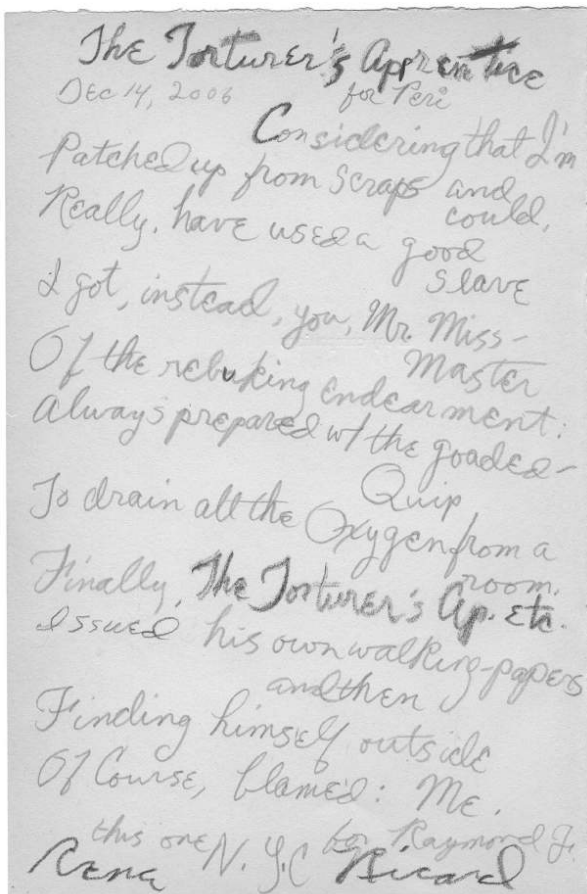 The Torturer's Apprentice
Dec 14, 2006 for Peri
Considering that I'm
Patched up from scraps and
could,
Really, have used a good
slave
I got, instead, you, Mr. Miss-
Master
Of the rebuking endearment:
Always prepared w/ the goaded-
Quip
To drain all the Oxygen from a
room.
Finally, The Torturer's Ap. Etc.
Issued his own walking-papers
and then
Finding himself outside
Of Course, blamed: Me.
this one N.Y.C for Raymond F.
Rene Ricard